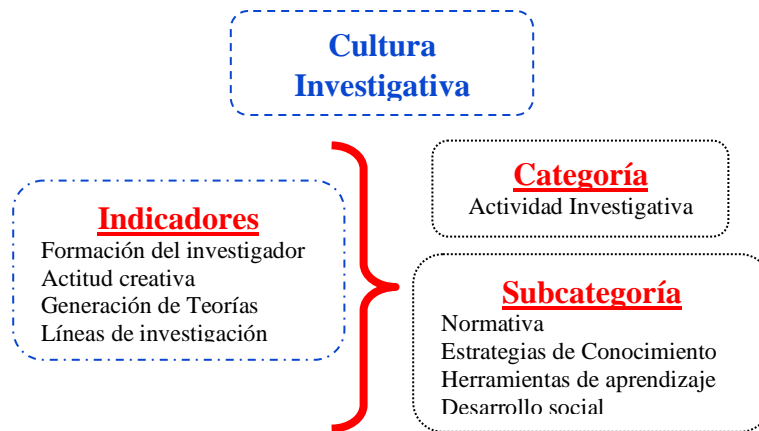 Cultura
Investigativa
Indicadores
Formación del investigador
Actitud creativa
Generación de Teorías
Líneas de investigación
Categoría
Actividad Investigativa
Subcategoría
Normativa
Estrategias de Conocimiento
Herramientas de aprendizaje
Desarrollo social